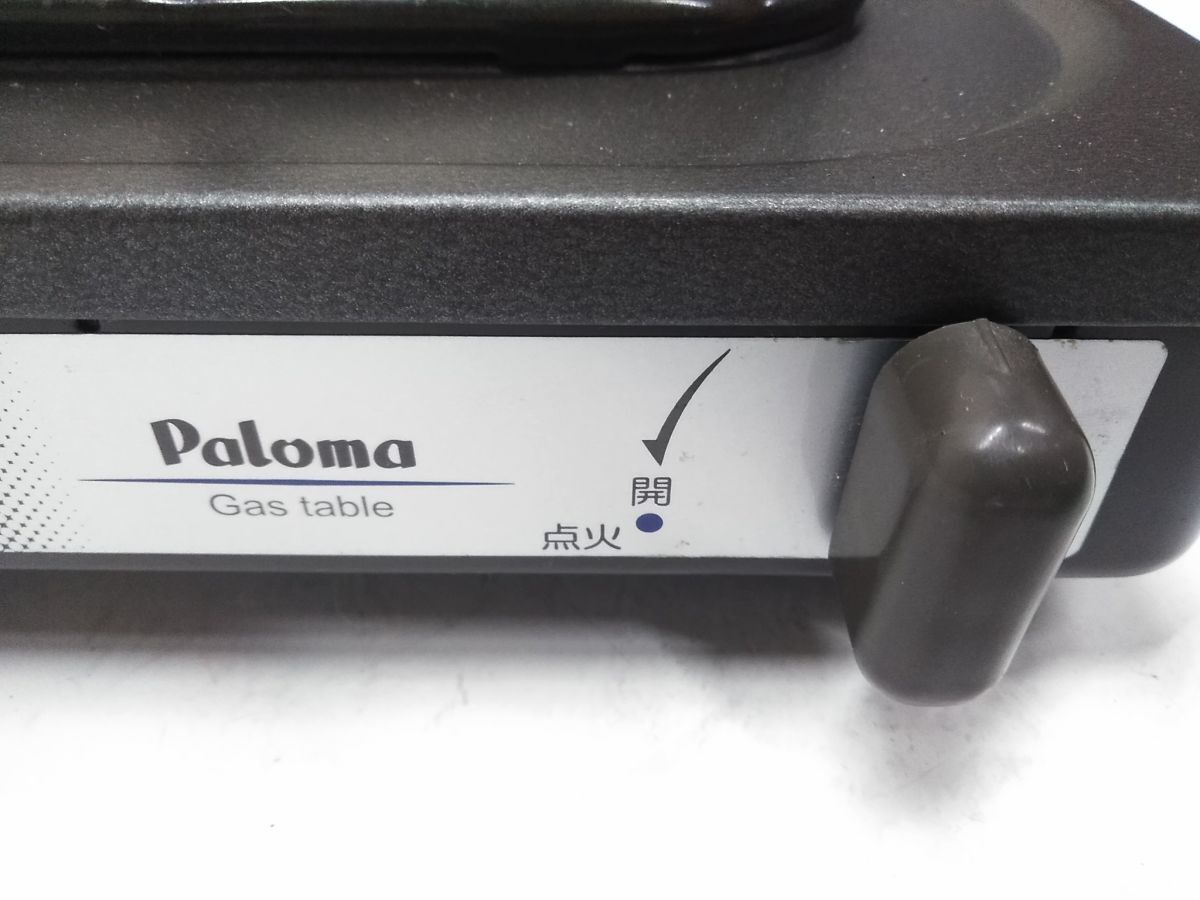 Paloma
Gas table
開
点火